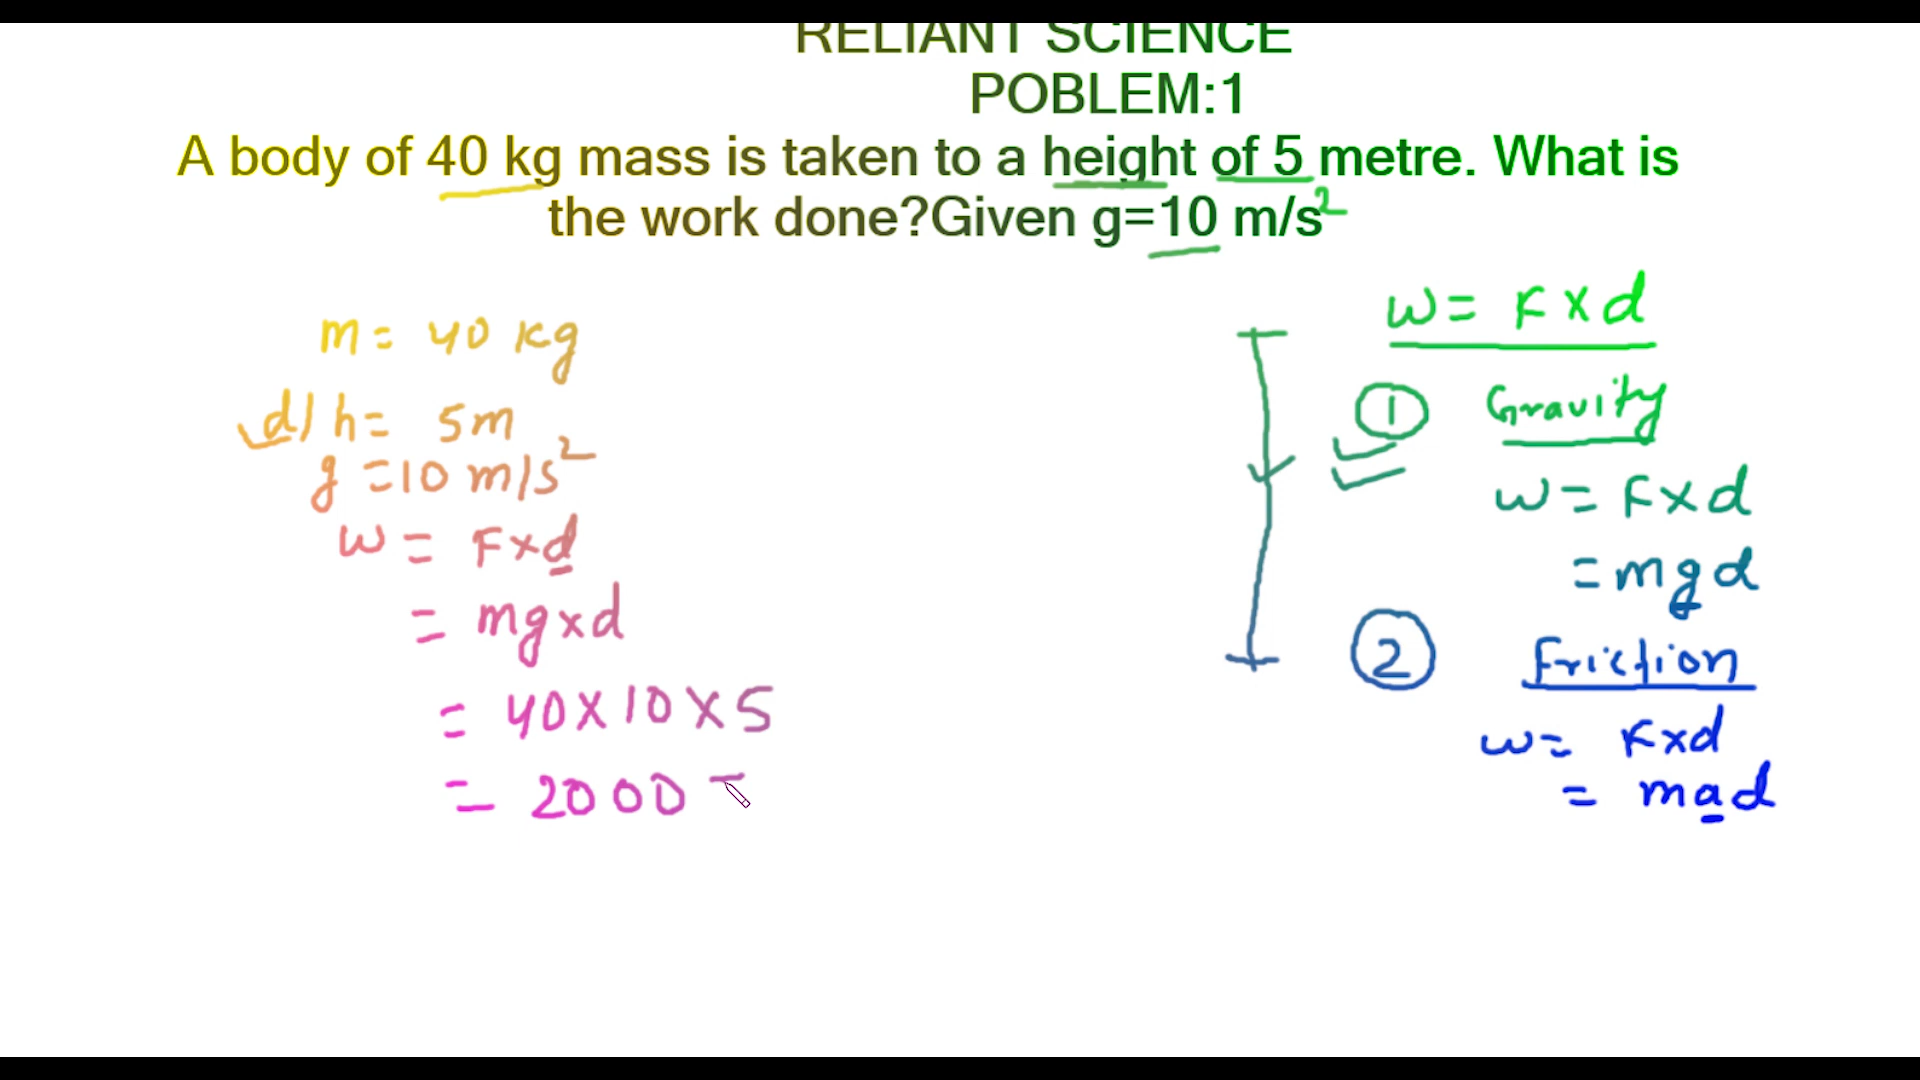 RELIANT SCIENCE
POBLEM:1
A body of 40 kg mass is taken to a height of 5 metre. What is
the work done?Given g=10 m/s²
m = 40 kg
d/h = 5m
g = 10 m/s²
w = F×d
= mg×d
= 40×10×5
= 2000
w = F×d
① Gravity
w = F×d
= mgd
② Friction
w = F×d
= mad